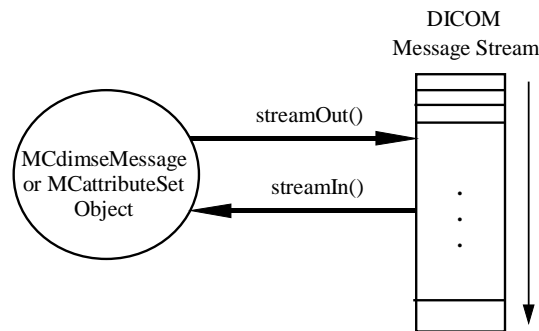 DICOM
Message Stream
streamOut()
MCdimseMessage
or MCattributeSet
Object
streamIn()